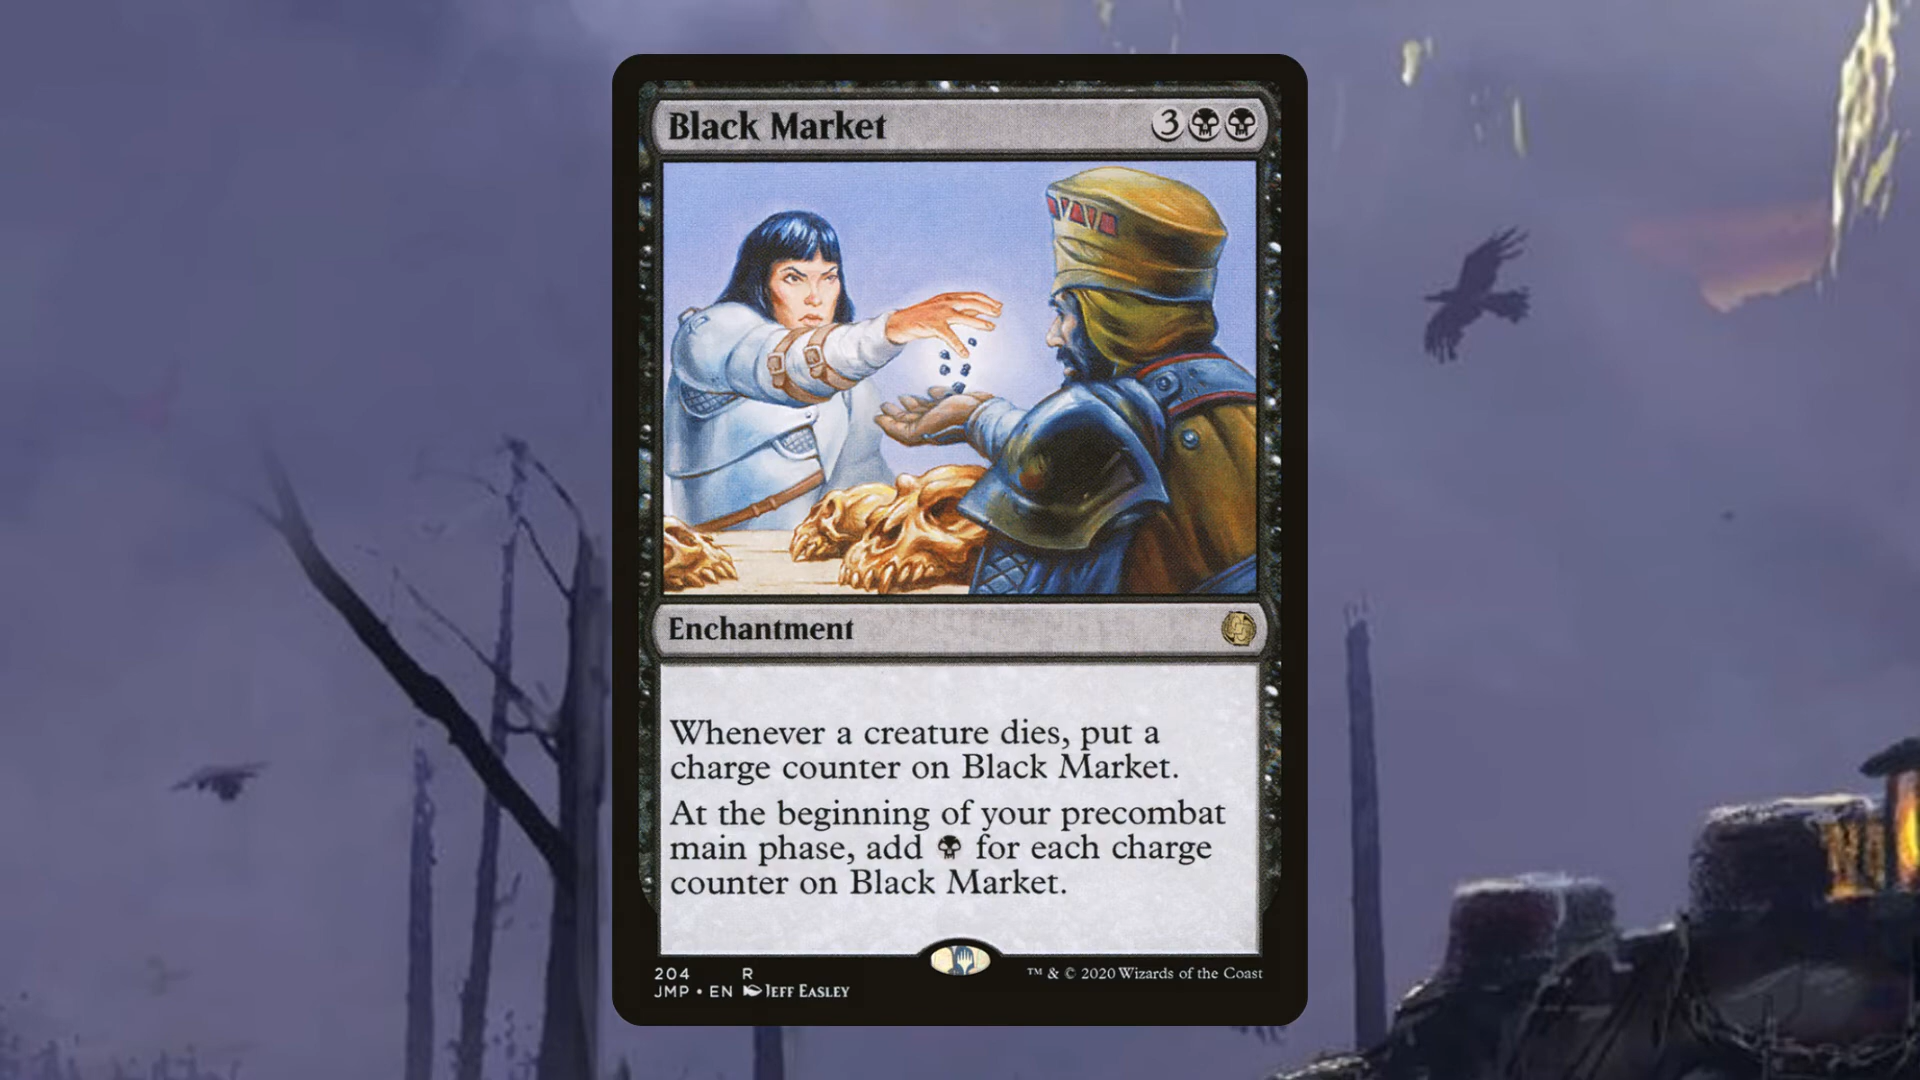 Black Market 3
Enchantment
Whenever a creature dies, put a
charge counter on Black Market.
At the beginning of your precombat
main phase, add for each charge
counter on Black Market.
204 R
JMP • EN JEFF EASLEY
™ & © 2020 Wizards of the Coast